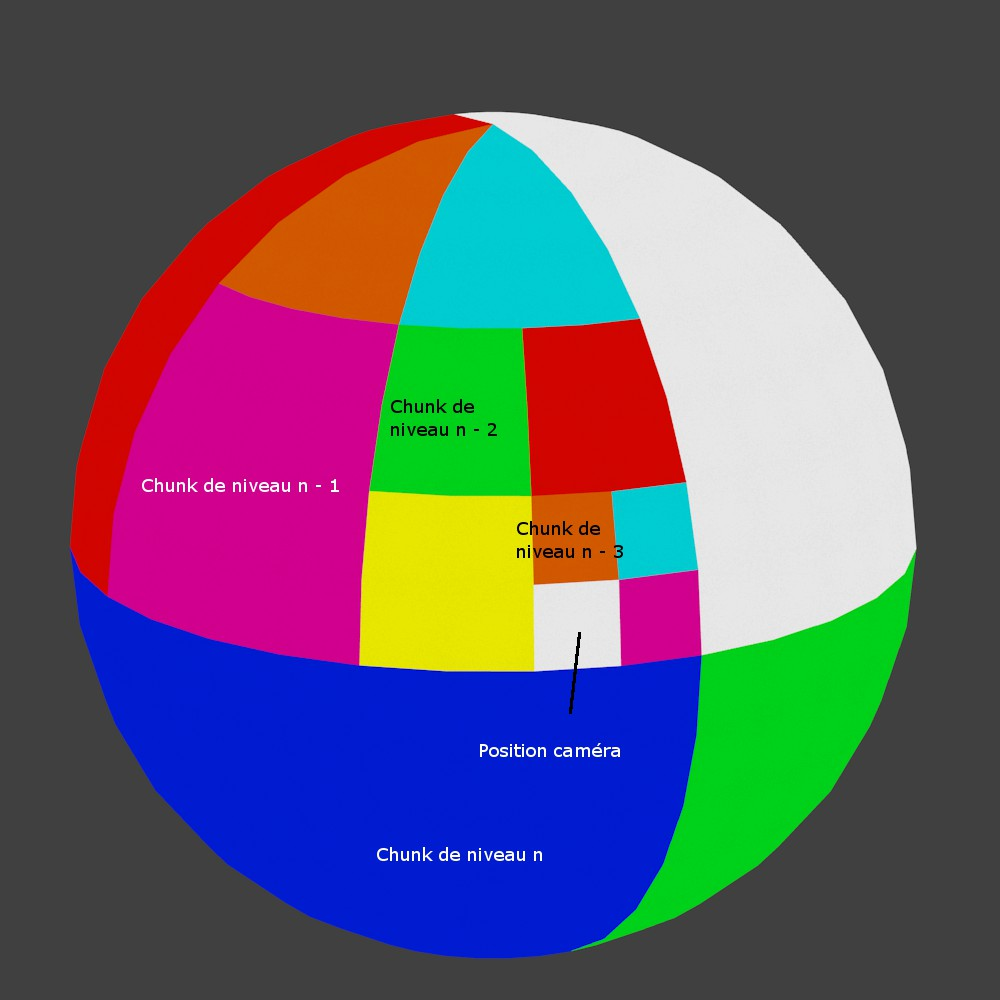 Chunk de
niveau n - 2
Chunk de niveau n - 1
Chunk de
niveau n - 3
Position caméra
Chunk de niveau n